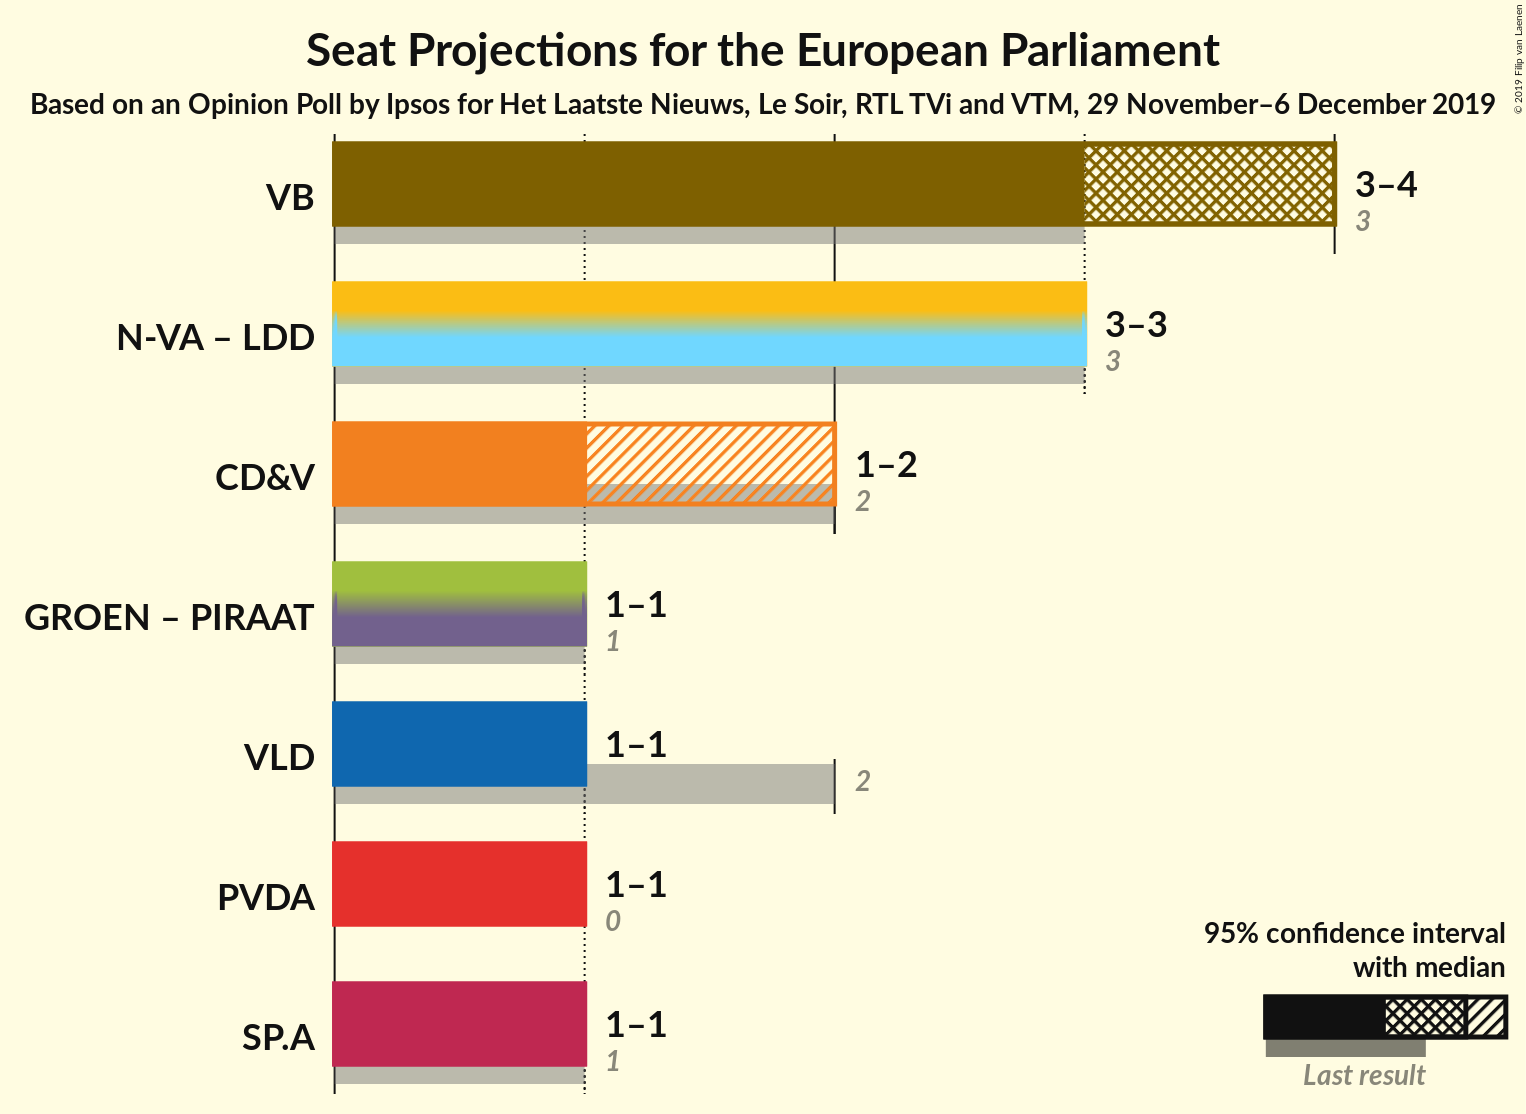 Seat Projections for the European Parliament
Based on an Opinion Poll by Ipsos for Het Laatste Nieuws, Le Soir, RTL TVi and VTM, 29 November–6 December 2019
© 2019 Filip van Laenen
VB
3–4
3
N-VA – LDD
3–3
3
CD&V
1–2
2
GROEN – PIRAAT
1–1
1
VLD
1–1
2
PVDA
1–1
0
SP.A
1–1
1
95% confidence interval
with median
Last result